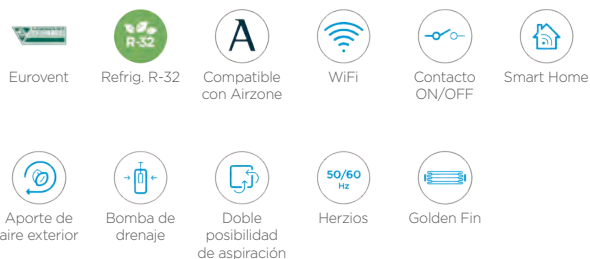 R-32
A
Eurovent
Refrig. R-32
Compatible
con Airzone
WiFi
Contacto
ON/OFF
Smart Home
50/60
Hz
Aporte de
aire exterior
Bomba de
drenaje
Doble
posibilidad
de aspiración
Herzios
Golden Fin